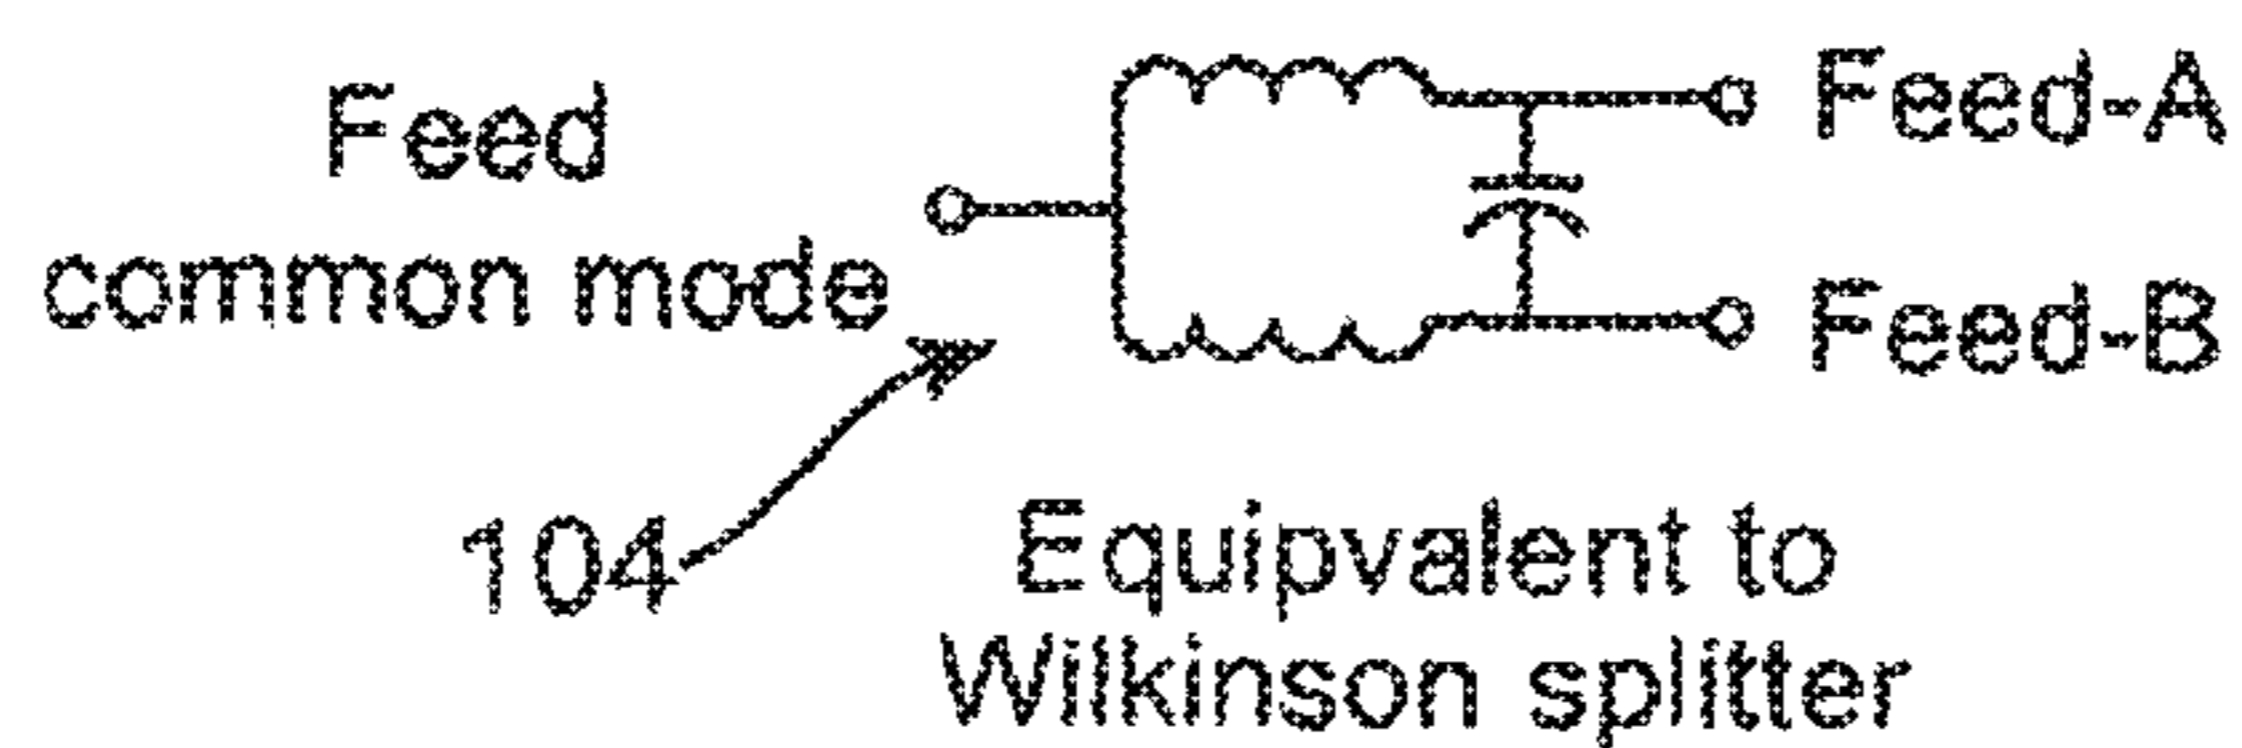 Feed
common mode
Feed-A
Feed-B
104
Equipvalent to
Wilkinson splitter